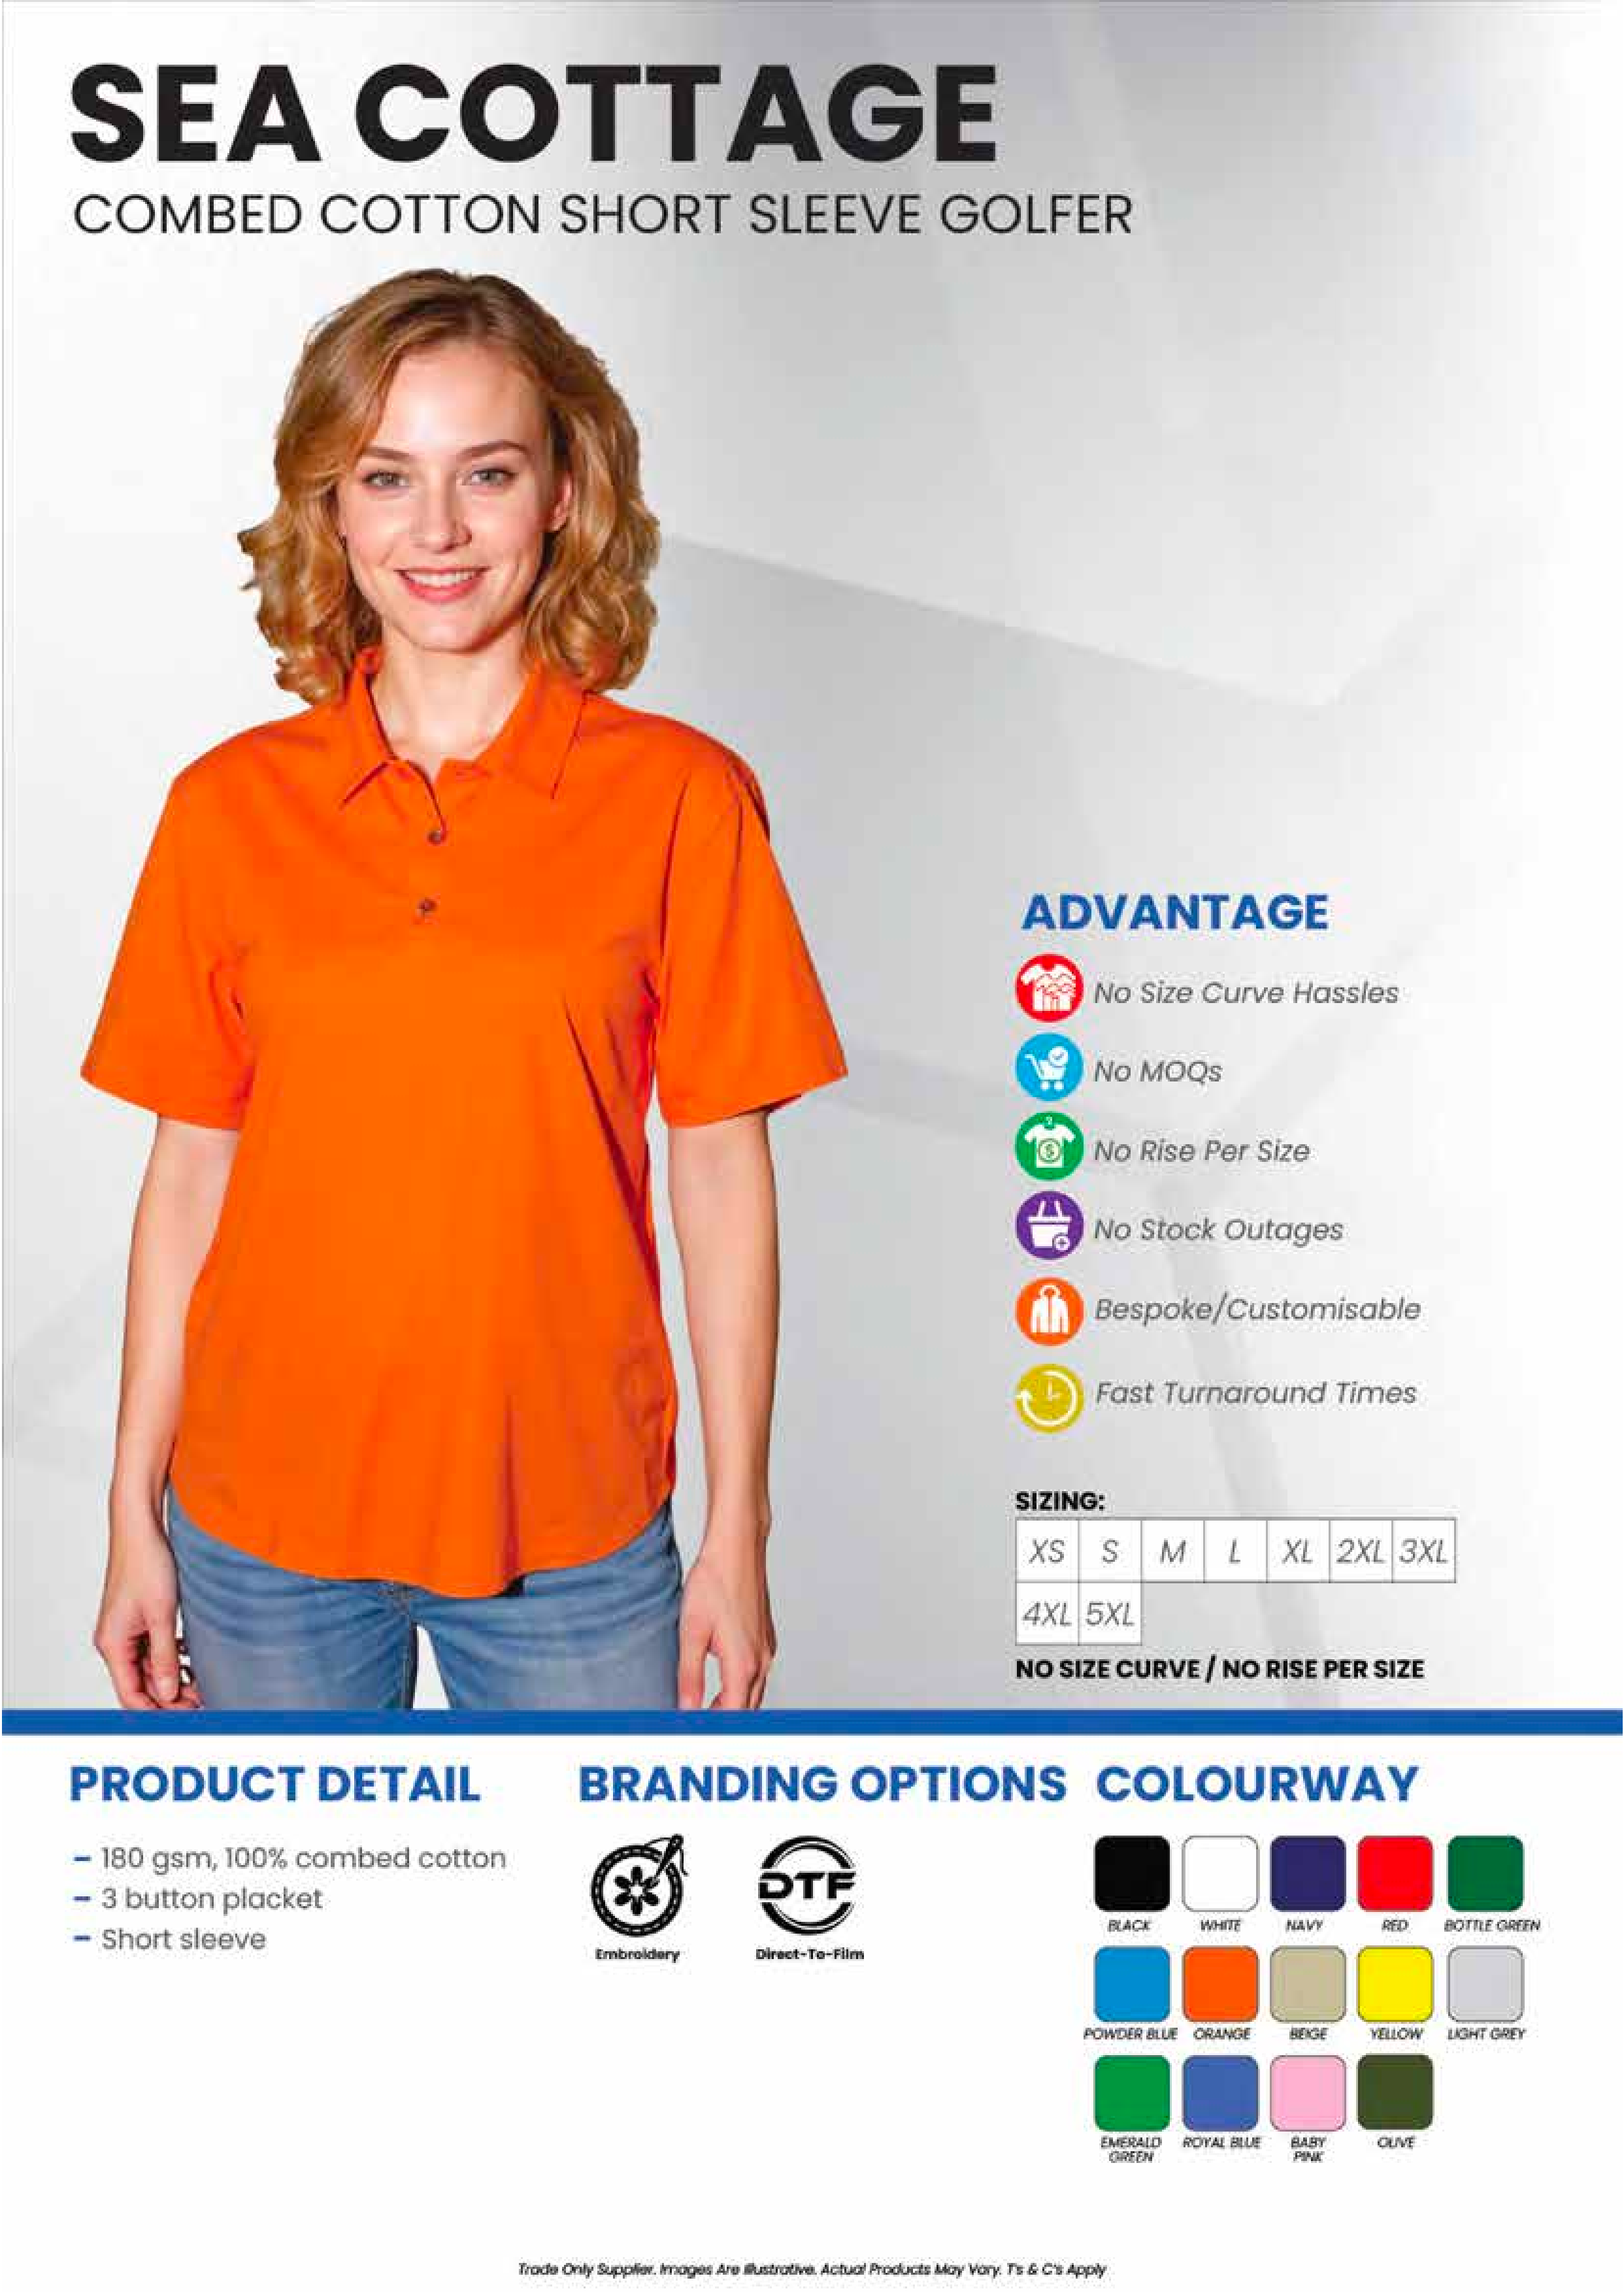 SEA COTTAGE
COMBED COTTON SHORT SLEEVE GOLFER
ADVANTAGE
No Size Curve Hassles
No MOQs
No Rise Per Size
No Stock Outages
Bespoke/Customisable
Fast Turnaround Times
SIZING:
XS S M L XL 2XL 3XL
4XL 5XL
NO SIZE CURVE / NO RISE PER SIZE
PRODUCT DETAIL
- 180 gsm, 100% combed cotton
- 3 button placket
- Short sleeve
BRANDING OPTIONS
DTF
Embroidery Direct-To-Film
COLOURWAY
BLACK WHITE NAVY RED BOTTLE GREEN
POWDER BLUE ORANGE BEIGE YELLOW LIGHT GREY
EMERALD ROYAL BLUE BABY OLIVE
GREEN PINK
Trade Only Supplier. Images Are Illustrative. Actual Products May Vary. T's & C's Apply